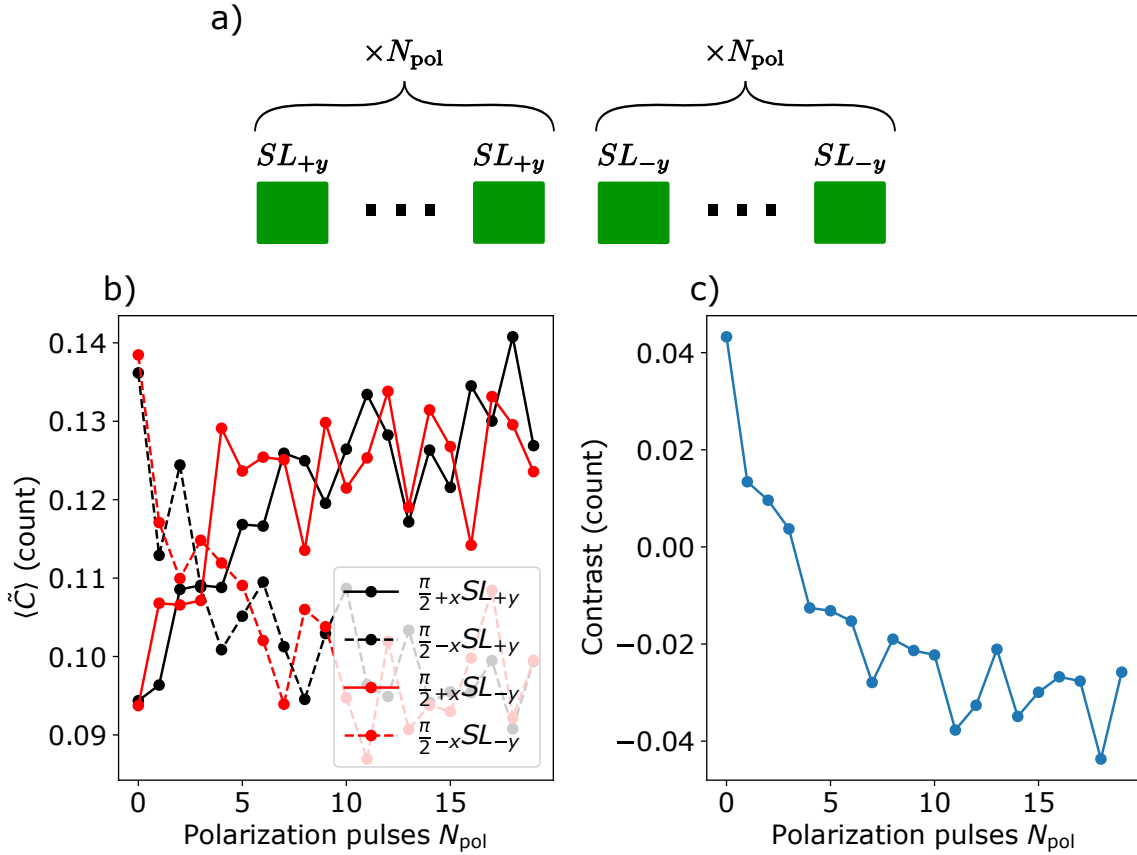 a)
×N_pol ×N_pol
SL_{+y} SL_{+y} SL_{−y} SL_{−y}
b)
0.14
0.13
0.12
0.11
0.10
0.09
⟨C̃⟩ (count)
0 5 10 15
Polarization pulses N_pol
π/2_{+x}SL_{+y}
π/2_{−x}SL_{+y}
π/2_{+x}SL_{−y}
π/2_{−x}SL_{−y}
c)
0.04
0.02
0.00
−0.02
−0.04
Contrast (count)
0 5 10 15
Polarization pulses N_pol